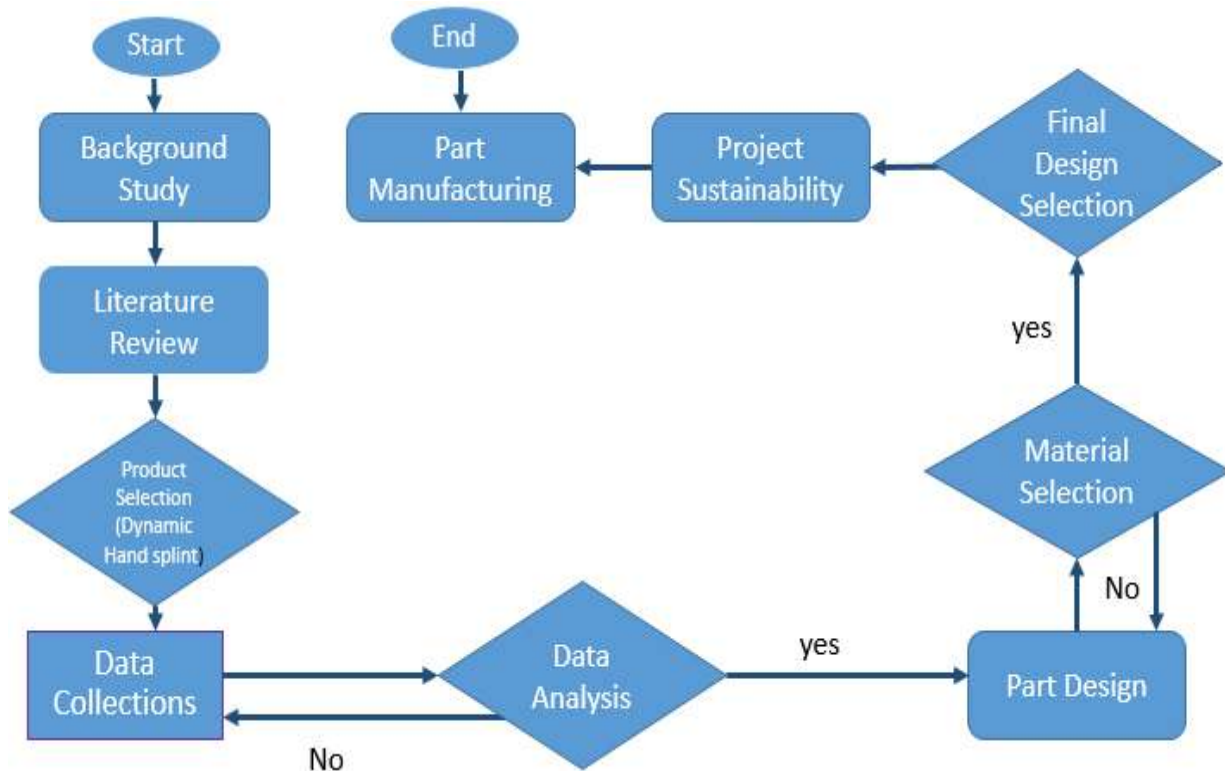 Start
Background
Study
Literature
Review
Product
Selection
(Dynamic
Hand splint)
Data
Collections
No
Data
Analysis
yes
Part Design
No
Material
Selection
yes
Final
Design
Selection
Project
Sustainability
Part
Manufacturing
End